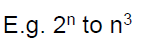 E.g. 2ⁿ to n³